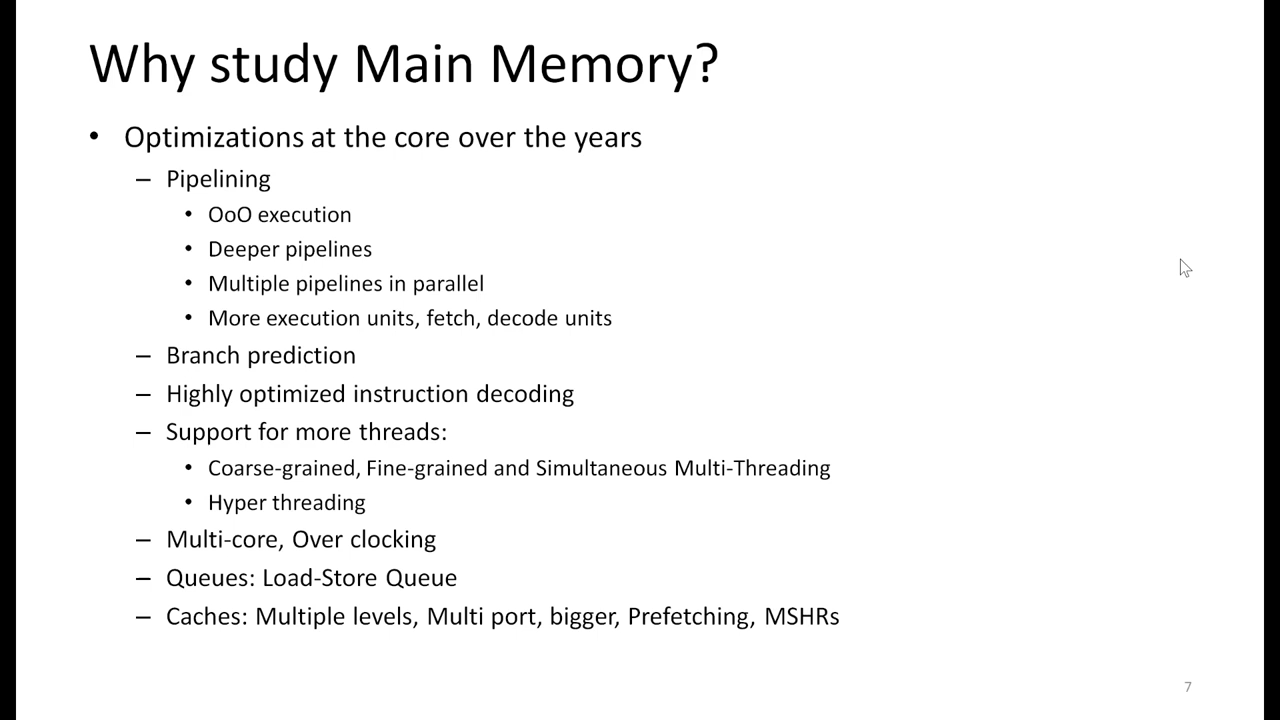 Why study Main Memory?
• Optimizations at the core over the years
– Pipelining
• OoO execution
• Deeper pipelines
• Multiple pipelines in parallel
• More execution units, fetch, decode units
– Branch prediction
– Highly optimized instruction decoding
– Support for more threads:
• Coarse-grained, Fine-grained and Simultaneous Multi-Threading
• Hyper threading
– Multi-core, Over clocking
– Queues: Load-Store Queue
– Caches: Multiple levels, Multi port, bigger, Prefetching, MSHRs
7